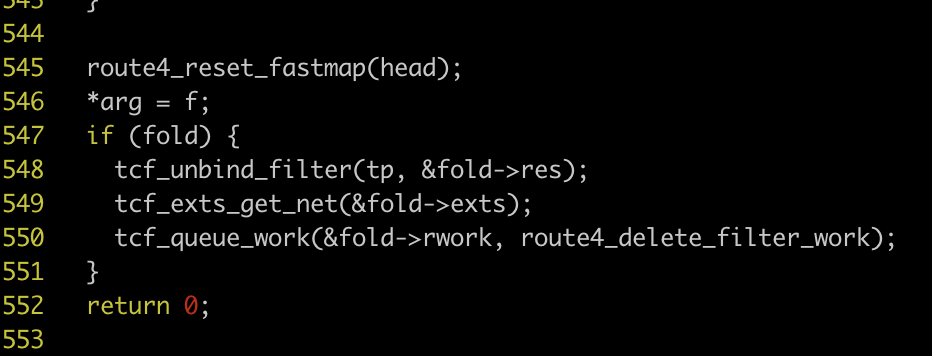 543   }
544
545   route4_reset_fastmap(head);
546   *arg = f;
547   if (fold) {
548     tcf_unbind_filter(tp, &fold->res);
549     tcf_exts_get_net(&fold->exts);
550     tcf_queue_work(&fold->rwork, route4_delete_filter_work);
551   }
552   return 0;
553